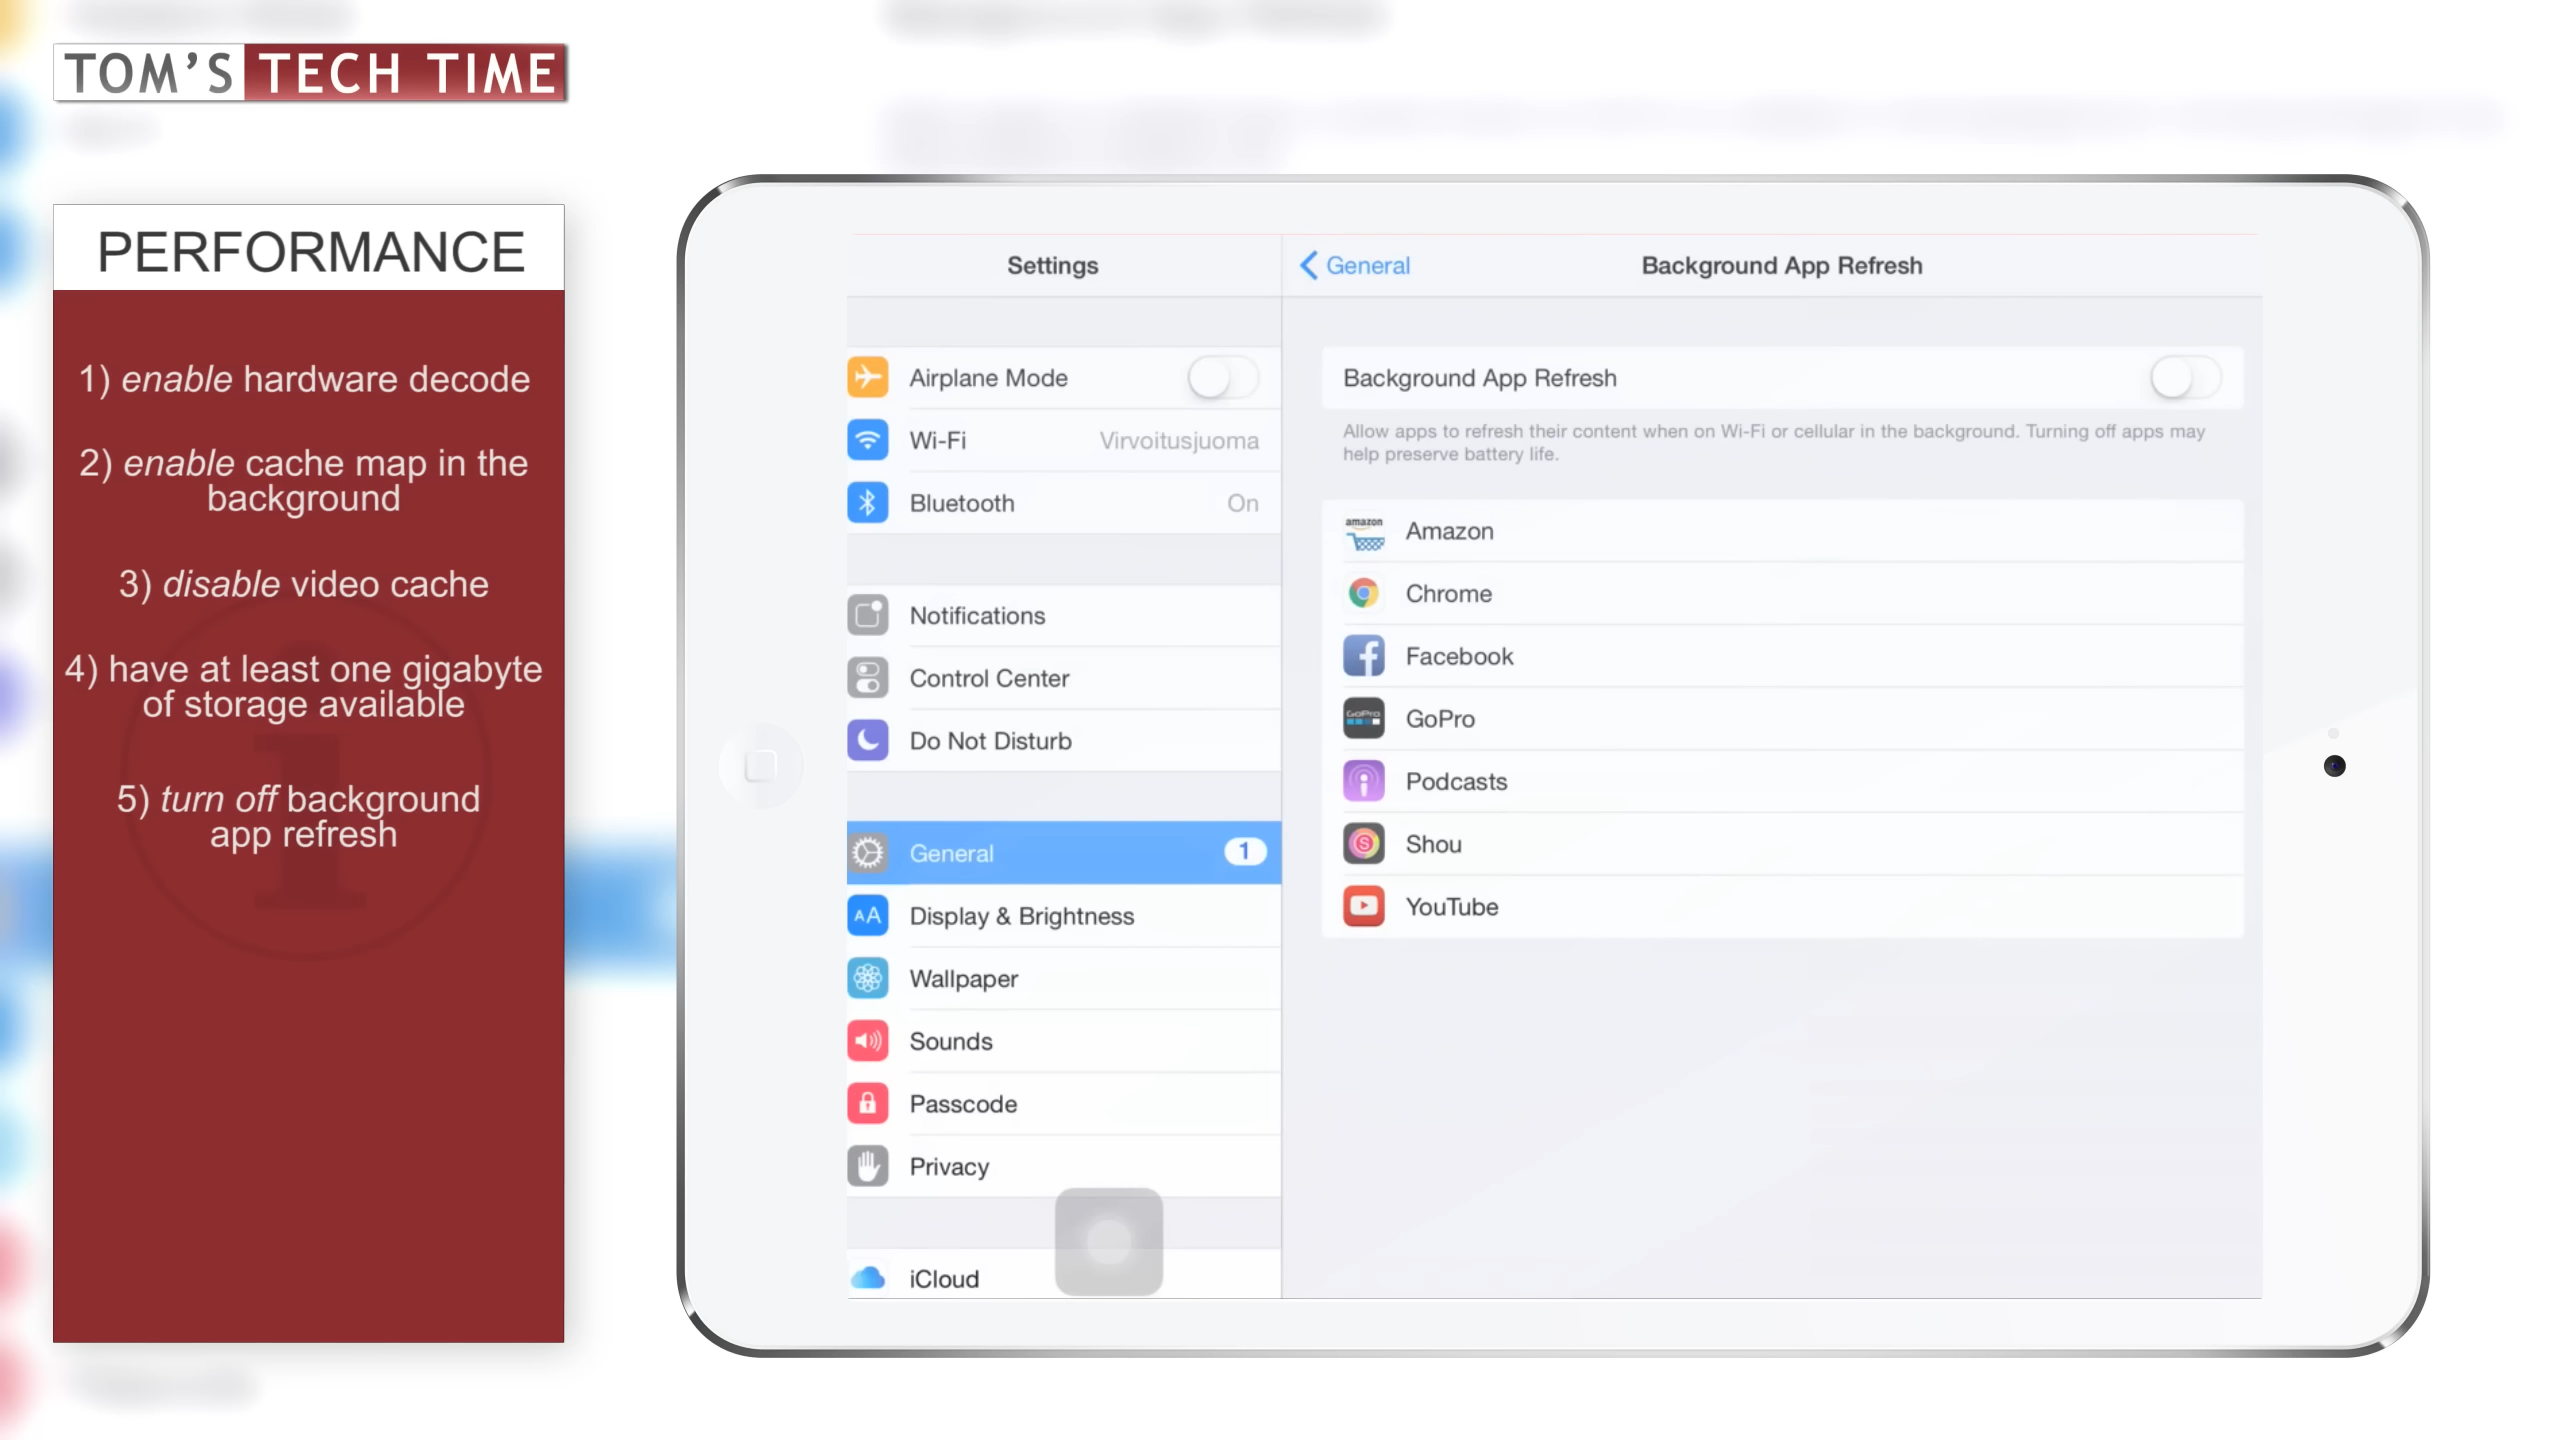 TOM'S TECH TIME
PERFORMANCE
1) enable hardware decode
2) enable cache map in the
background
3) disable video cache
4) have at least one gigabyte
of storage available
5) turn off background
app refresh
Settings
Airplane Mode
Wi-Fi Virvoitusjuoma
Bluetooth On
Notifications
Control Center
Do Not Disturb
General 1
AA Display & Brightness
Wallpaper
Sounds
Passcode
Privacy
iCloud
General Background App Refresh
Background App Refresh
Allow apps to refresh their content when on Wi-Fi or cellular in the background. Turning off apps may
help preserve battery life.
amazon Amazon
Chrome
f Facebook
GoPro GoPro
Podcasts
S Shou
YouTube